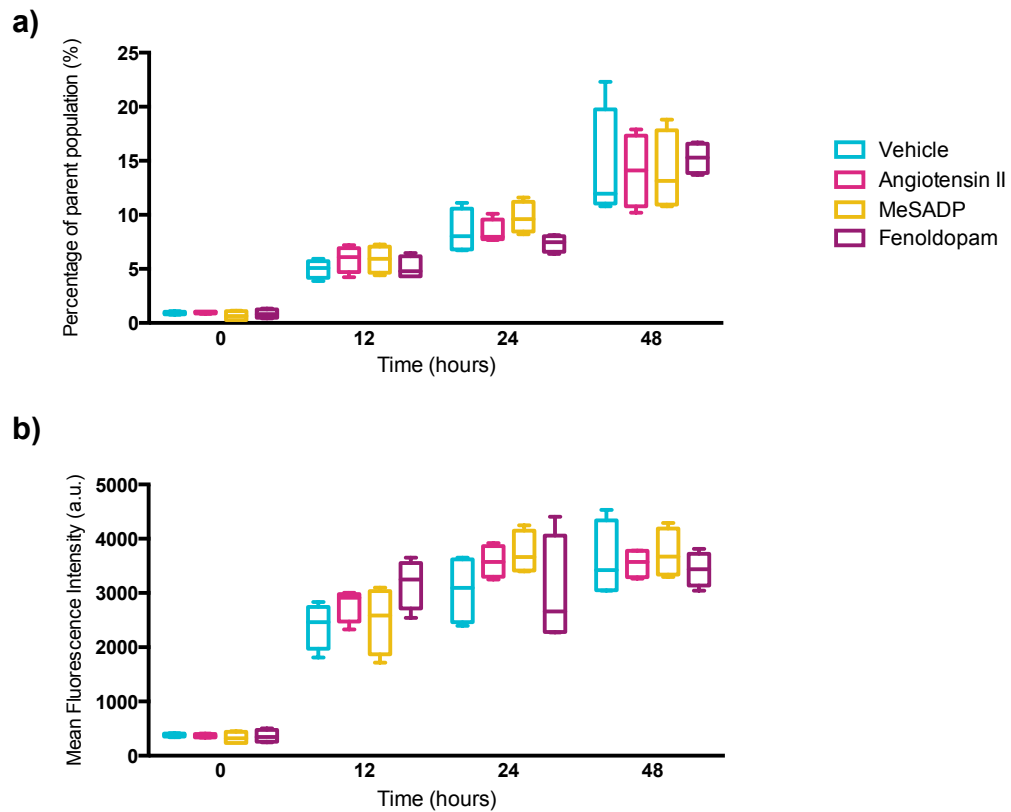 a)
Percentage of parent population (%)
25
20
15
10
5
0
0 12 24 48
Time (hours)
Vehicle
Angiotensin II
MeSADP
Fenoldopam
b)
Mean Fluorescence Intensity (a.u.)
5000
4000
3000
2000
1000
0
0 12 24 48
Time (hours)